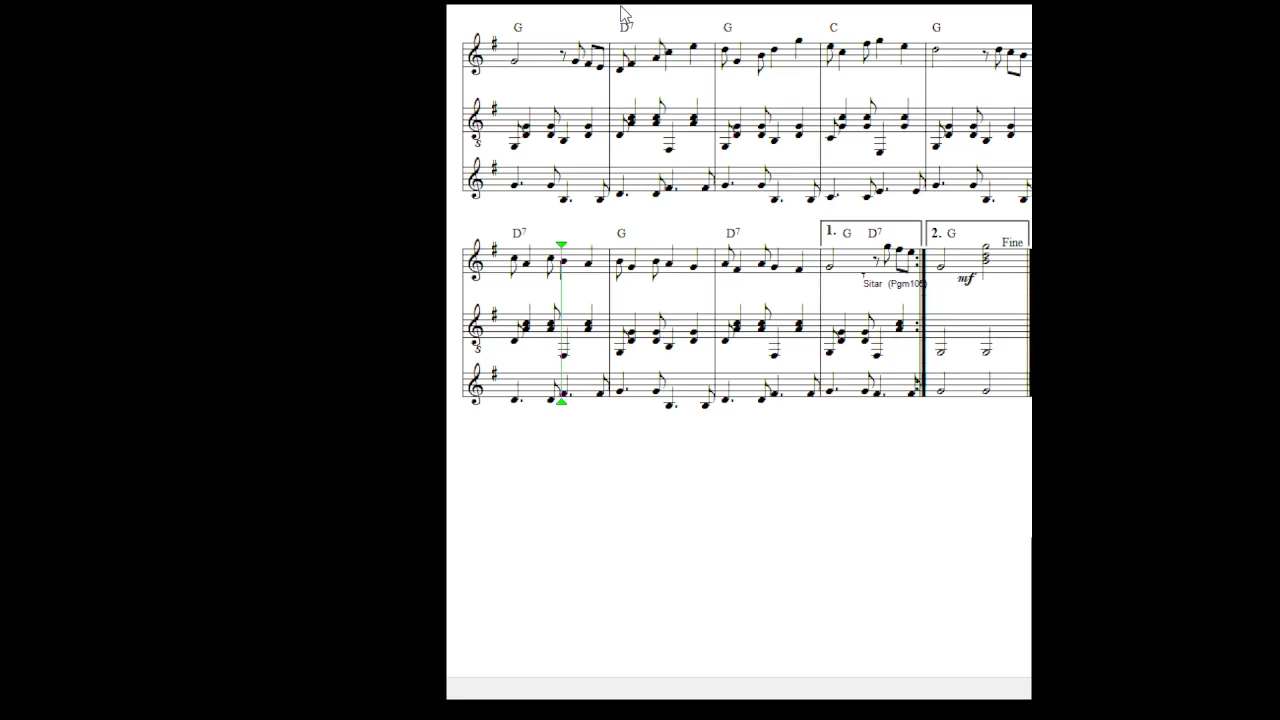 G D7 G C G
D7 G D7 1. G D7 2. G
Fine
mf
Sitar (Pgm105)